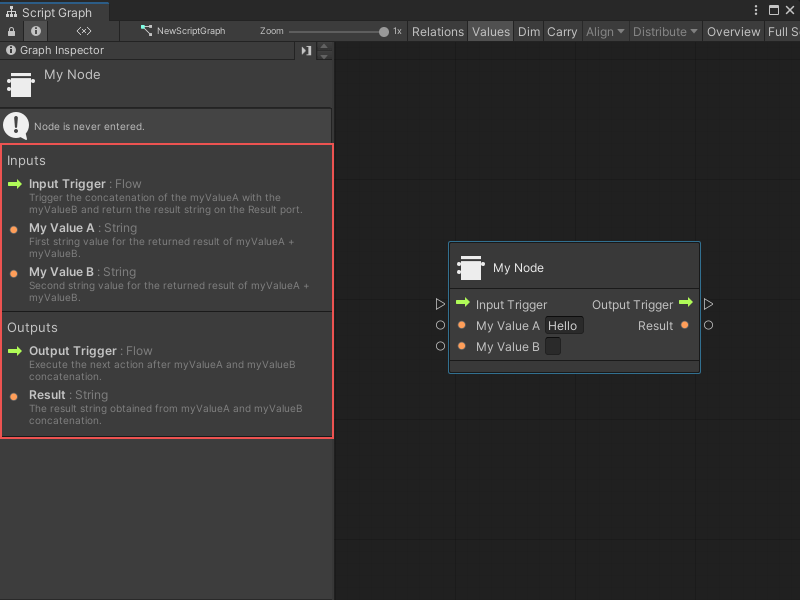 Script Graph
NewScriptGraph Zoom 1x Relations Values Dim Carry Align Distribute Overview Full S
Graph Inspector
My Node
Node is never entered.
Inputs
Input Trigger : Flow
Trigger the concatenation of the myValueA with the
myValueB and return the result string on the Result port.
My Value A : String
First string value for the returned result of myValueA +
myValueB.
My Value B : String
Second string value for the returned result of myValueA +
myValueB.
Outputs
Output Trigger : Flow
Execute the next action after myValueA and myValueB
concatenation.
Result : String
The result string obtained from myValueA and myValueB
concatenation.
My Node
Input Trigger Output Trigger
My Value A Hello Result
My Value B